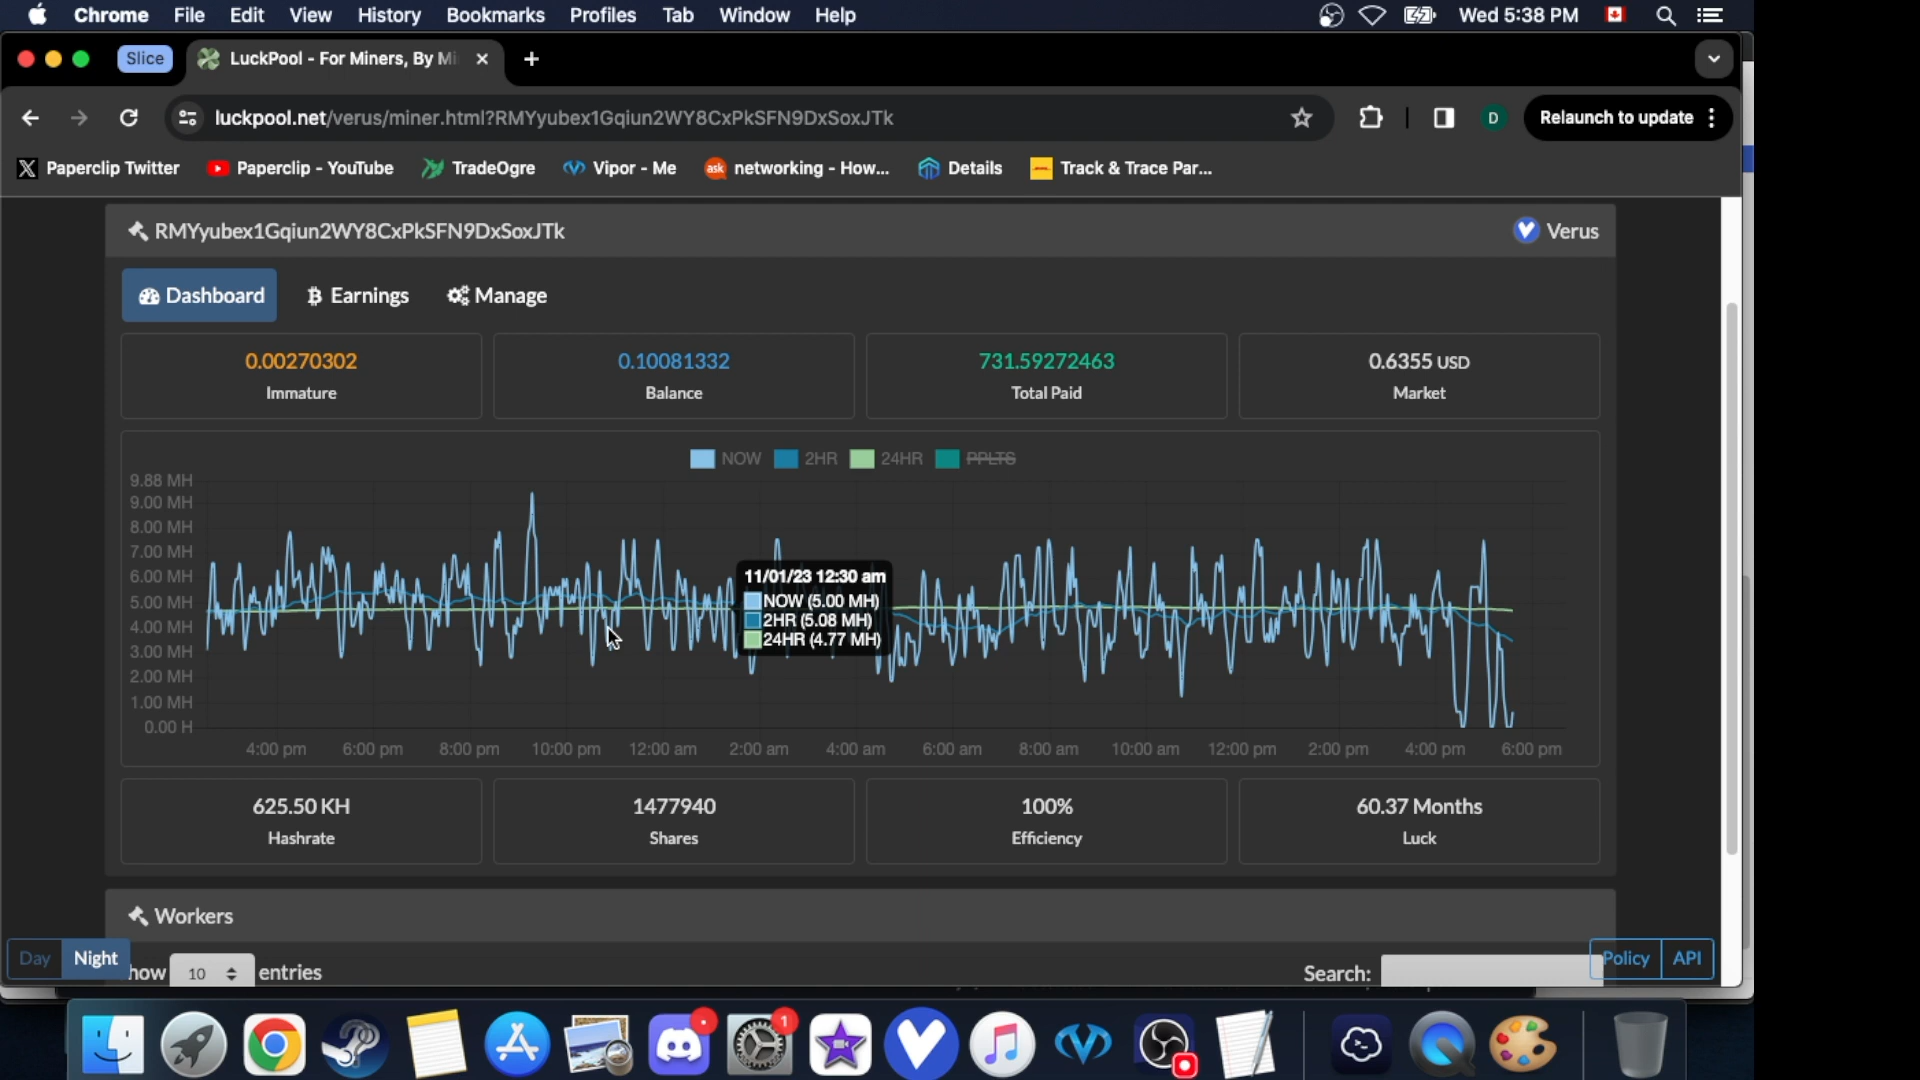 Chrome File Edit View History Bookmarks Profiles Tab Window Help Wed 5:38 PM
Slice LuckPool - For Miners, By Mi
luckpool.net/verus/miner.html?RMYyubex1Gqiun2WY8CxPkSFN9DxSoxJTk D Relaunch to update
Paperclip Twitter Paperclip - YouTube TradeOgre Vipor - Me ask networking - How... Details Track & Trace Par...
RMYyubex1Gqiun2WY8CxPkSFN9DxSoxJTk Verus
Dashboard Earnings Manage
0.00270302 0.10081332 731.59272463 0.6355 USD
Immature Balance Total Paid Market
NOW 2HR 24HR PPLTS
9.88 MH
9.00 MH
8.00 MH
7.00 MH
6.00 MH
5.00 MH
4.00 MH
3.00 MH
2.00 MH
1.00 MH
0.00 H
11/01/23 12:30 am
NOW (5.00 MH)
2HR (5.08 MH)
24HR (4.77 MH)
4:00 pm 6:00 pm 8:00 pm 10:00 pm 12:00 am 2:00 am 4:00 am 6:00 am 8:00 am 10:00 am 12:00 pm 2:00 pm 4:00 pm 6:00 pm
625.50 KH 1477940 100% 60.37 Months
Hashrate Shares Efficiency Luck
Workers
Day Night how 10 entries Search: Policy API
1